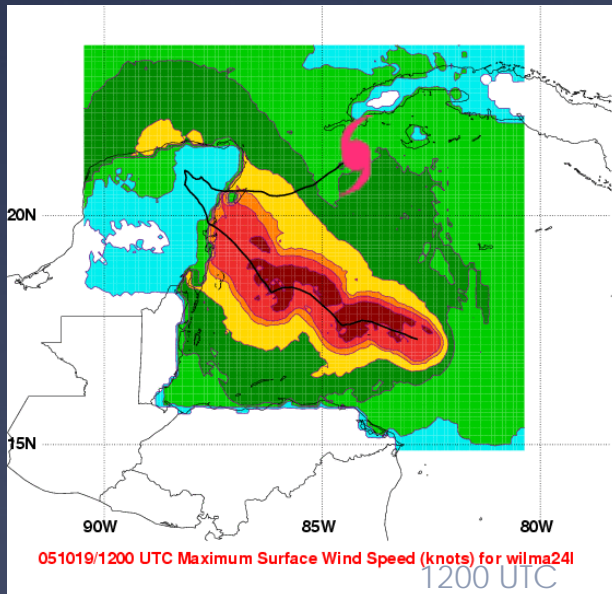 20N
15N
90W 85W 80W
051019/1200 UTC Maximum Surface Wind Speed (knots) for wilma24l
1200 UTC